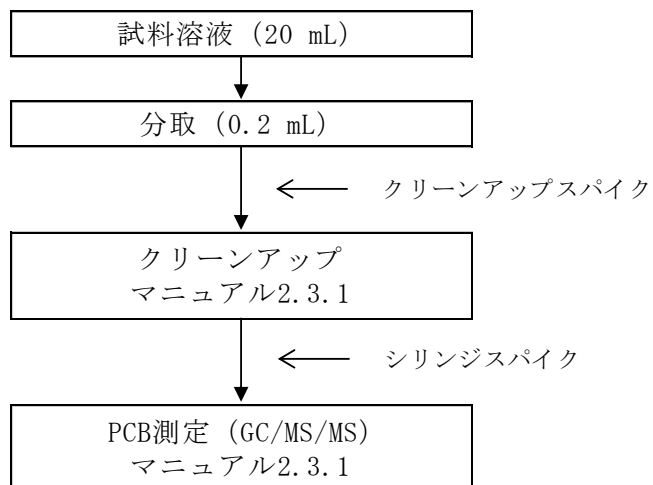 試料溶液 (20 mL)
分取 (0.2 mL)
クリーンアップスパイク
クリーンアップ
マニュアル2.3.1
シリンジスパイク
PCB測定 (GC/MS/MS)
マニュアル2.3.1